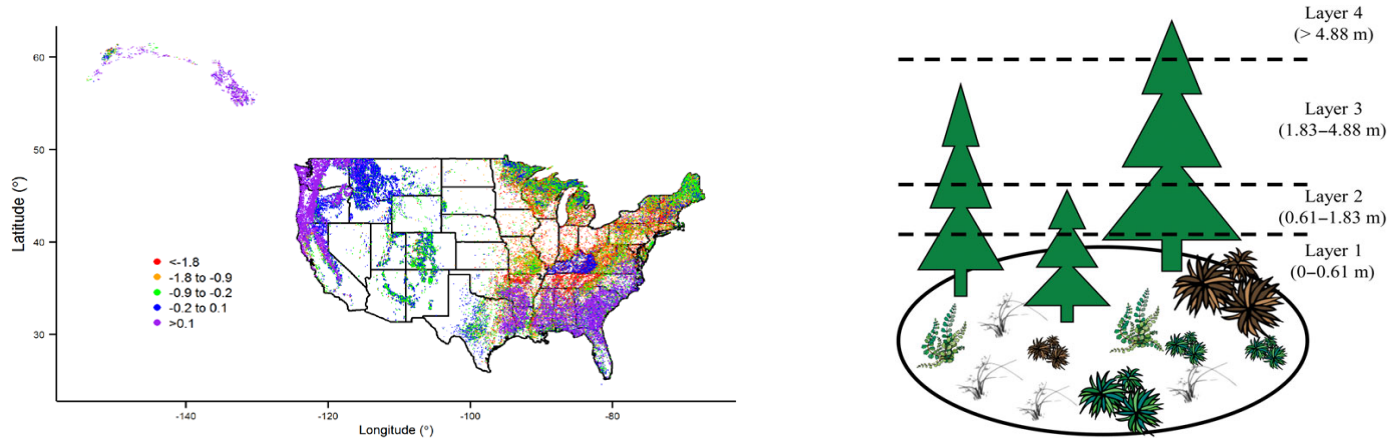 60
50
40
30
Latitude (°)
<-1.8
-1.8 to -0.9
-0.9 to -0.2
-0.2 to 0.1
>0.1
-140
-120
-100
-80
Longitude (°)
Layer 4
(> 4.88 m)
Layer 3
(1.83–4.88 m)
Layer 2
(0.61–1.83 m)
Layer 1
(0–0.61 m)